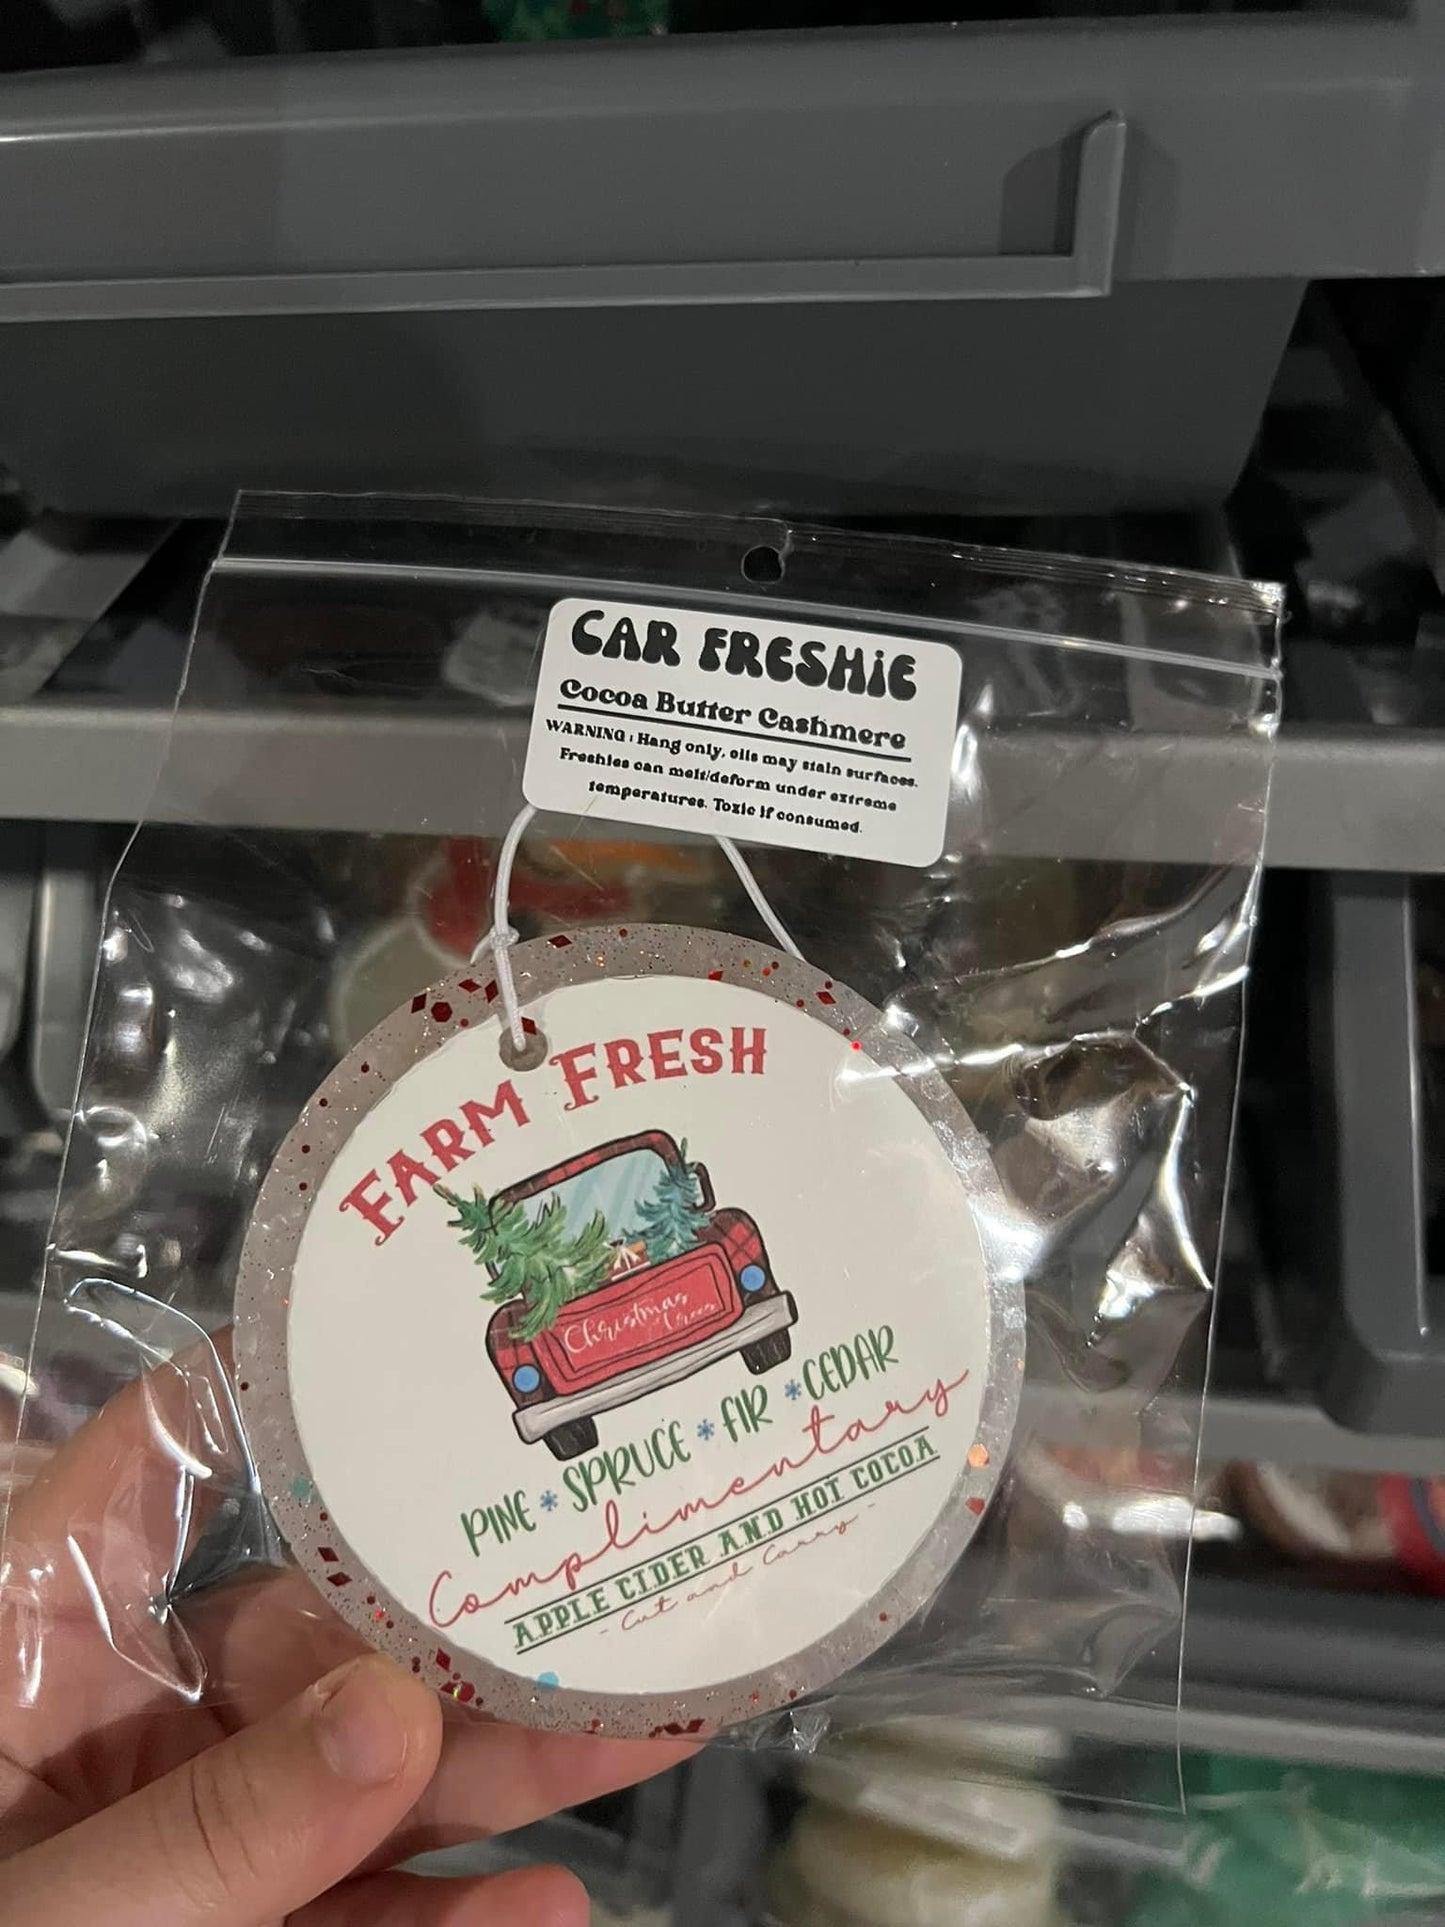 CAR FRESHiE
Cocoa Butter Cashmere
WARNING : Hang only, oils may stain surfaces.
Freshies can melt/deform under extreme
temperatures. Toxic if consumed.
FARM FRESH
Christmas
Trees
PINE * SPRUCE * FIR * CEDAR
Complimentary
APPLE CIDER AND HOT COCOA
- Cut and Carry -